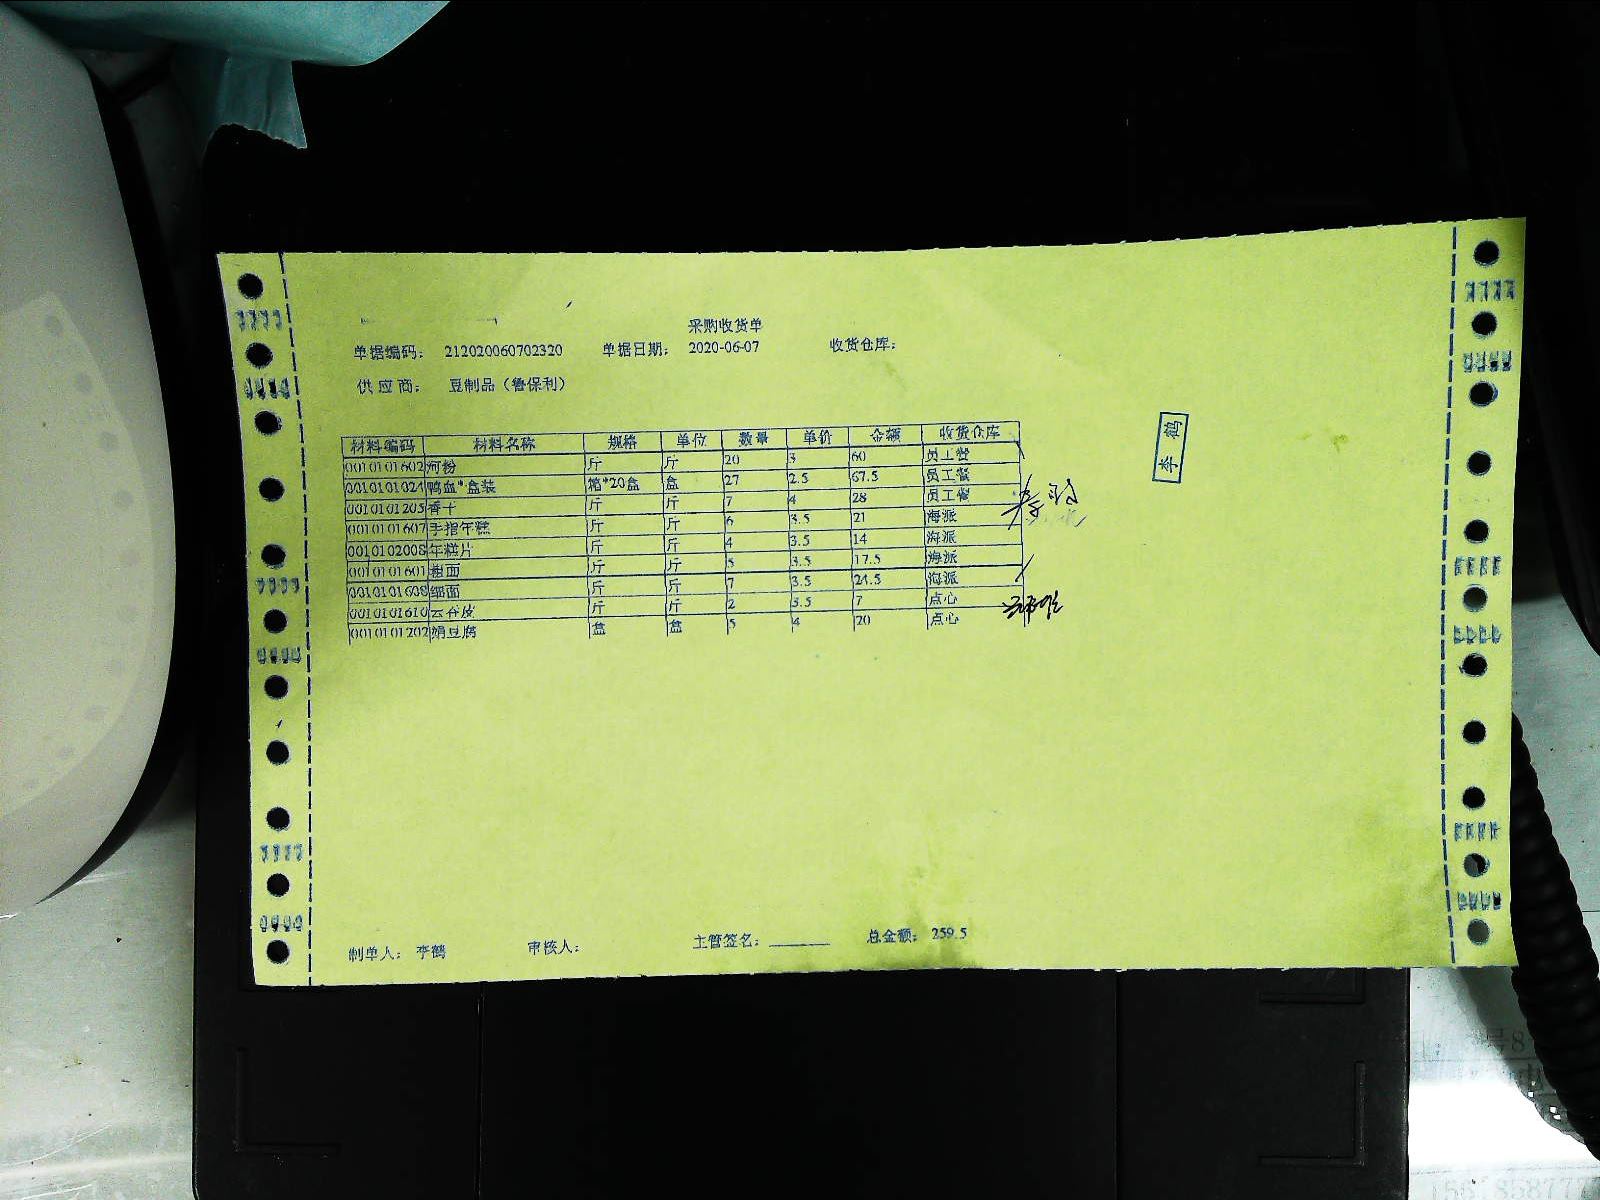 采购收货单
单据编码： 212020060702320 单据日期： 2020-06-07 收货仓库：
供应商： 豆制品（鲁保利）
材料编码 材料名称 规格 单位 数量 单价 金额 收货仓库
0010101602 河粉 斤 斤 20 3 60 员工餐
0010101024 鸭血*盒装 箱*20盒 盒 27 2.5 67.5 员工餐
0010101205 香干 斤 斤 7 4 28 员工餐
0010101607 手指年糕 斤 斤 6 3.5 21 海派
0010102008 年糕片 斤 斤 4 3.5 14 海派
0010101601 粗面 斤 斤 5 3.5 17.5 海派
0010101608 细面 斤 斤 7 3.5 24.5 海派
0010101610 云吞皮 斤 斤 2 3.5 7 点心
0010101202 绢豆腐 盒 盒 5 4 20 点心
李鹤
制单人： 李鹤 审核人： 主管签名： 总金额： 259.5